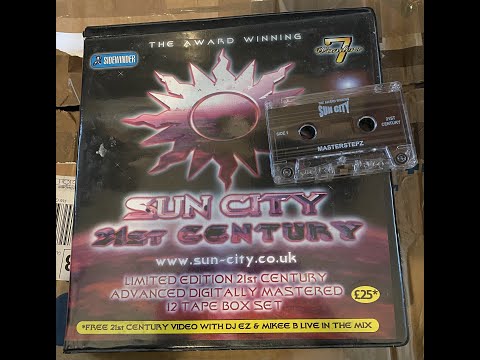 THE AWARD WINNING
SIDEWINDER
7
SUN CITY
SIDE 1
21ST
CENTURY
MASTERSTEPZ
SUN CITY
21ST CENTURY
www.sun-city.co.uk
LIMITED EDITION 21st CENTURY
ADVANCED DIGITALLY MASTERED
12 TAPE BOX SET
£25*
*FREE 21st CENTURY VIDEO WITH DJ EZ & MIKEE B LIVE IN THE MIX